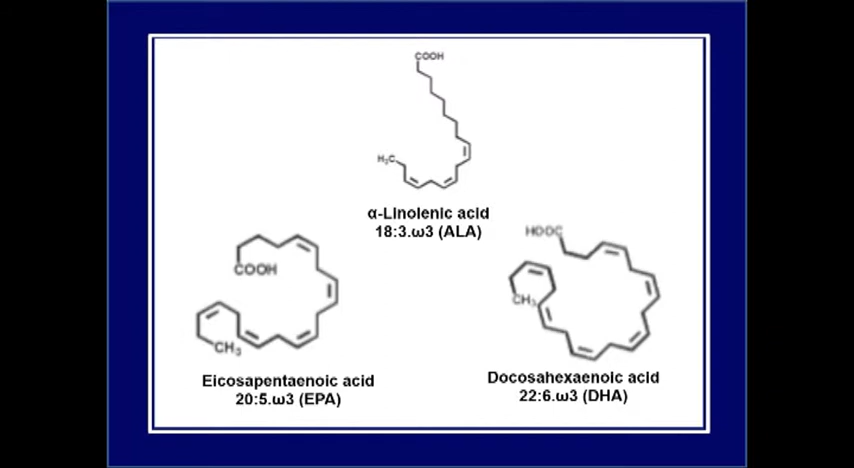 COOH
H₃C
α-Linolenic acid
18:3.ω3 (ALA)
COOH
CH₃
Eicosapentaenoic acid
20:5.ω3 (EPA)
HOOC
CH₃
Docosahexaenoic acid
22:6.ω3 (DHA)